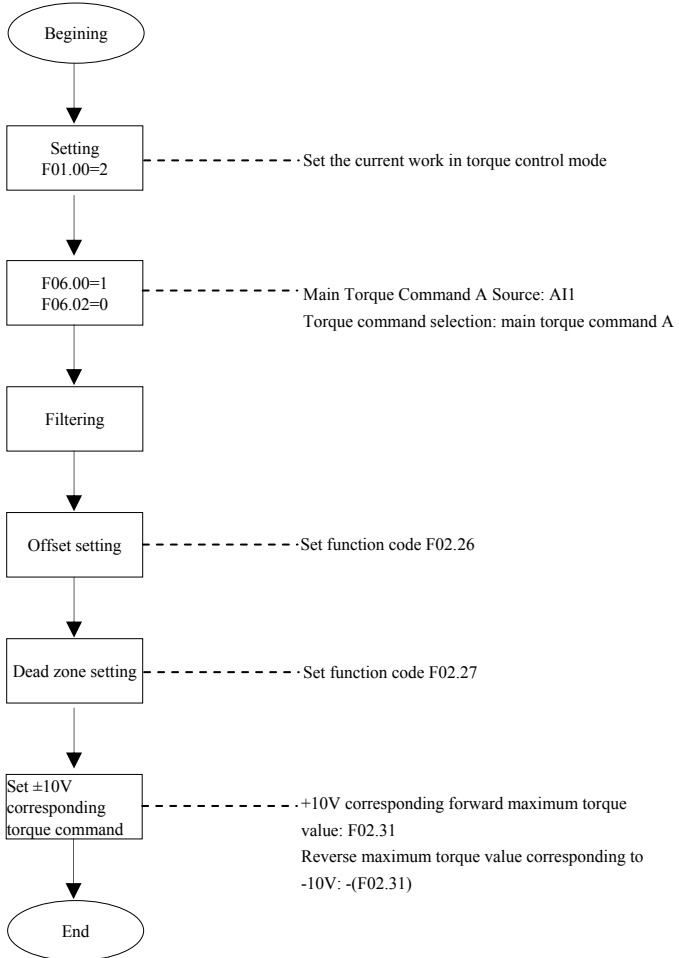 Begining
Setting
F01.00=2
Set the current work in torque control mode
F06.00=1
F06.02=0
Main Torque Command A Source: AI1
Torque command selection: main torque command A
Filtering
Offset setting
Set function code F02.26
Dead zone setting
Set function code F02.27
Set ±10V
corresponding
torque command
+10V corresponding forward maximum torque
value: F02.31
Reverse maximum torque value corresponding to
-10V: -(F02.31)
End